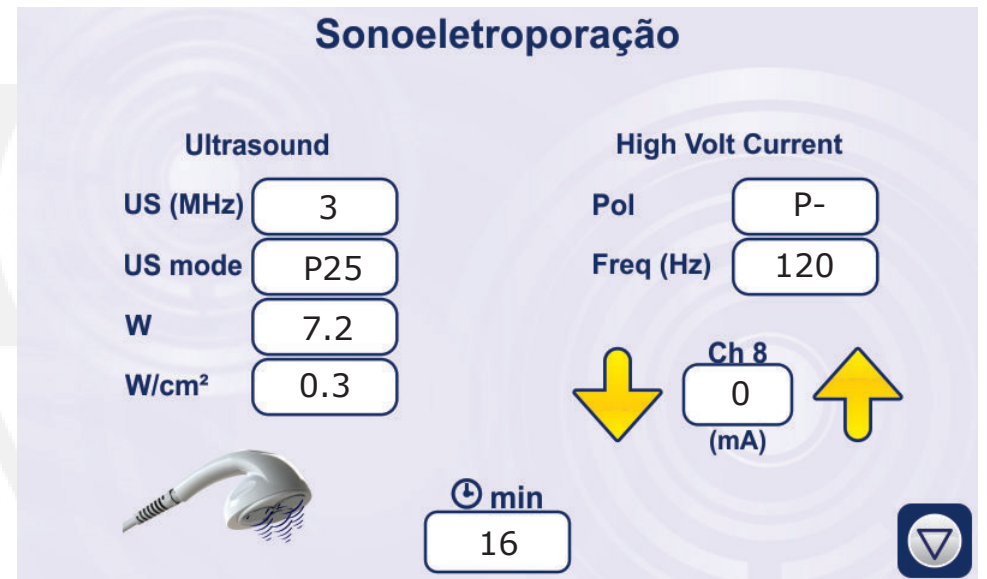 Sonoeletroporação
Ultrasound
US (MHz) 3
US mode P25
W 7.2
W/cm² 0.3
High Volt Current
Pol P-
Freq (Hz) 120
Ch 8
0
(mA)
min
16